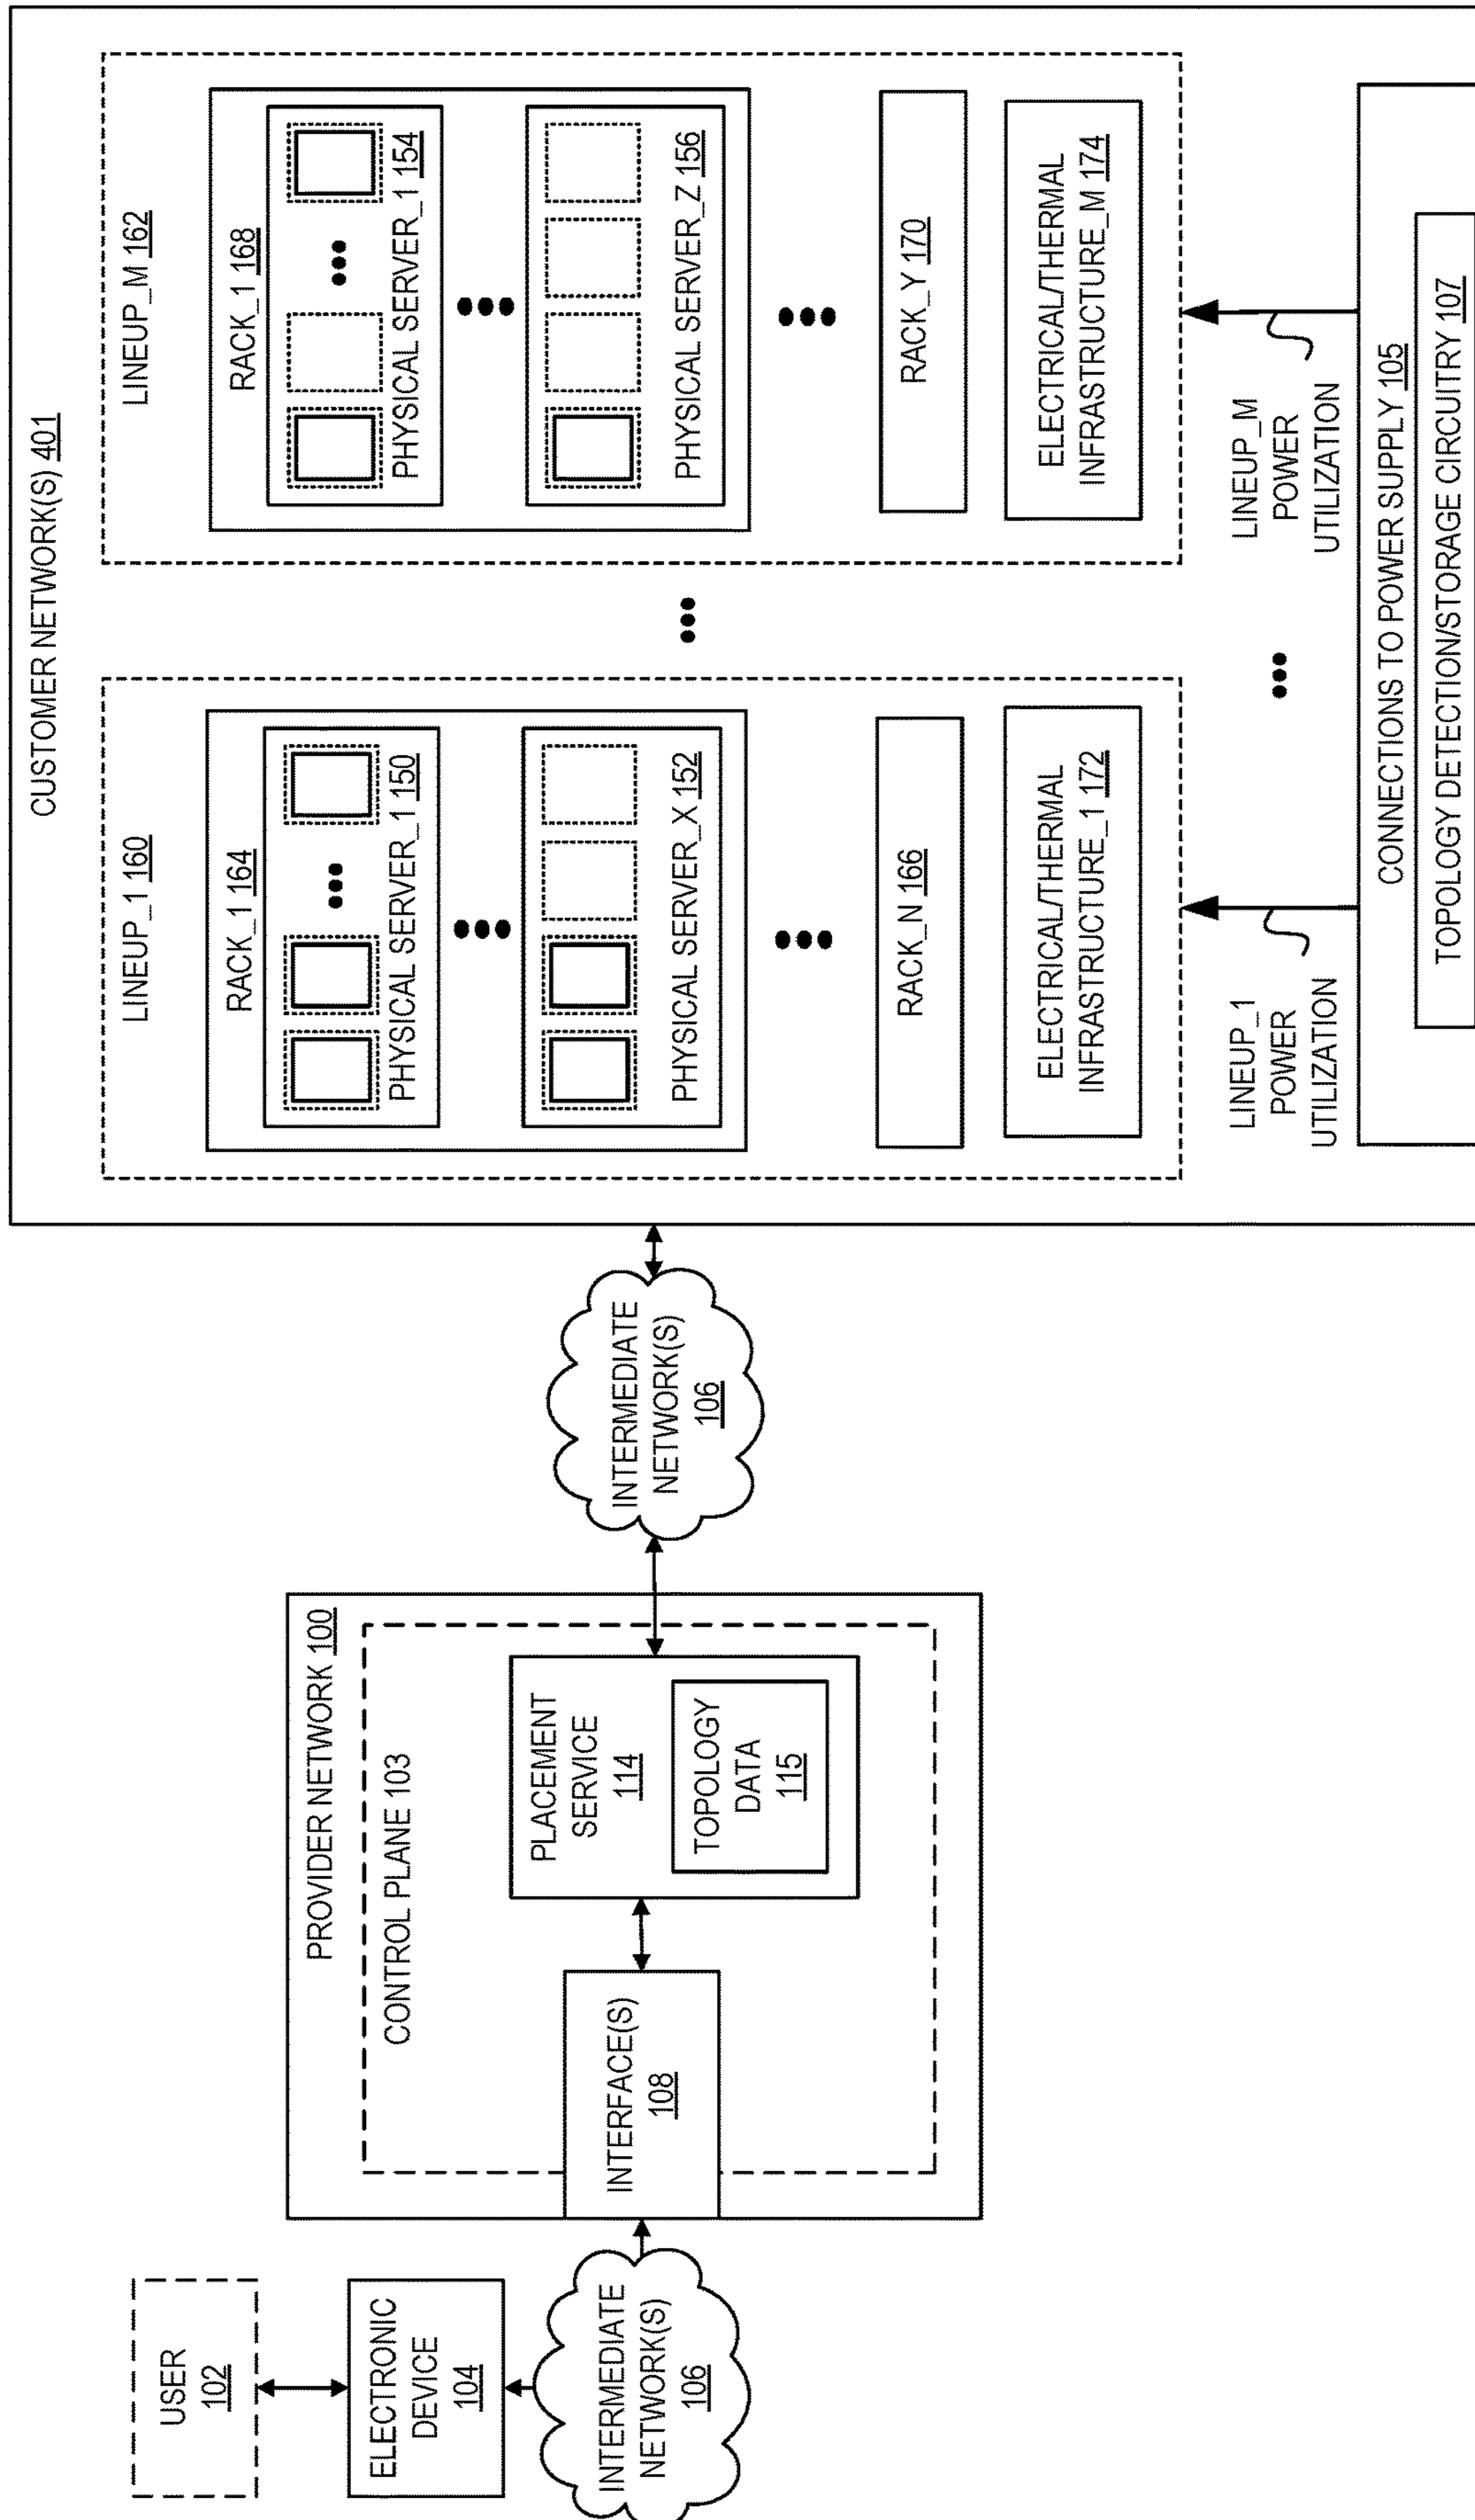 USER
102
ELECTRONIC
DEVICE
104
INTERMEDIATE
NETWORK(S)
106
PROVIDER NETWORK 100
CONTROL PLANE 103
INTERFACE(S)
108
PLACEMENT
SERVICE
114
TOPOLOGY
DATA
115
INTERMEDIATE
NETWORK(S)
106
CUSTOMER NETWORK(S) 401
LINEUP_1 160
RACK_1 164
PHYSICAL SERVER_1 150
PHYSICAL SERVER_X 152
RACK_N 166
ELECTRICAL/THERMAL
INFRASTRUCTURE_1 172
LINEUP_M 162
RACK_1 168
PHYSICAL SERVER_1 154
PHYSICAL SERVER_Z 156
RACK_Y 170
ELECTRICAL/THERMAL
INFRASTRUCTURE_M 174
LINEUP_1
POWER
UTILIZATION
LINEUP_M
POWER
UTILIZATION
CONNECTIONS TO POWER SUPPLY 105
TOPOLOGY DETECTION/STORAGE CIRCUITRY 107